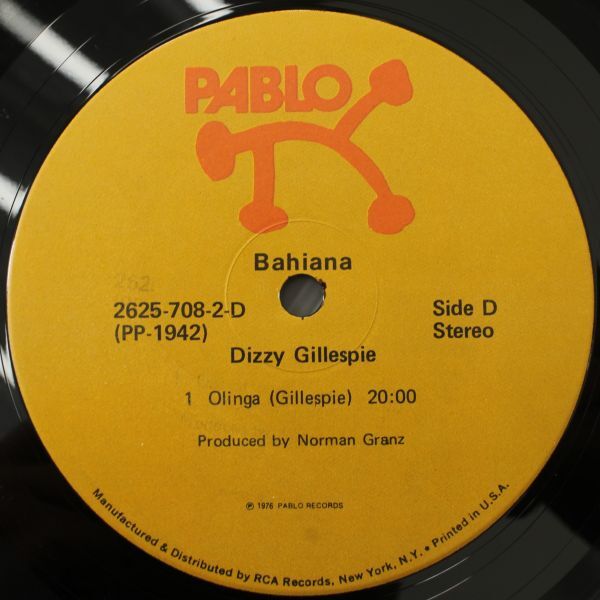 PABLO
Bahiana
2625-708-2-D
(PP-1942)
Side D
Stereo
Dizzy Gillespie
1 Olinga (Gillespie) 20:00
Produced by Norman Granz
℗ 1976 PABLO RECORDS
Manufactured & Distributed by RCA Records, New York, N.Y. • Printed in U.S.A.